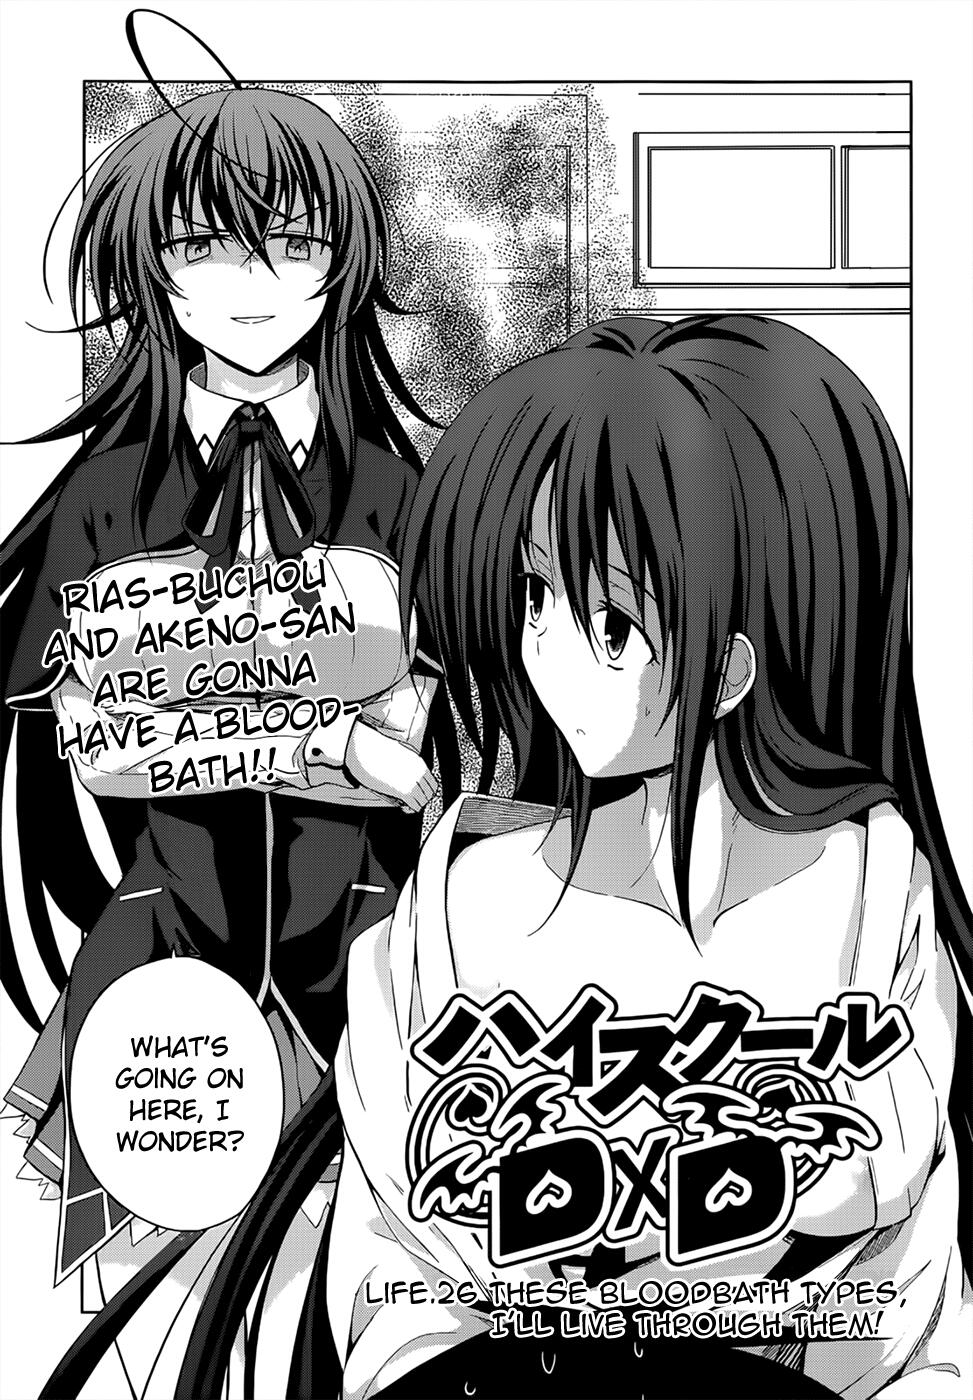 RIAS-BUCHOU
AND AKENO-SAN
ARE GONNA
HAVE A BLOOD-
BATH!!
WHAT'S
GOING ON
HERE, I
WONDER?
ハイスクール
D×D
LIFE.26 THESE BLOODBATH TYPES,
I'LL LIVE THROUGH THEM!